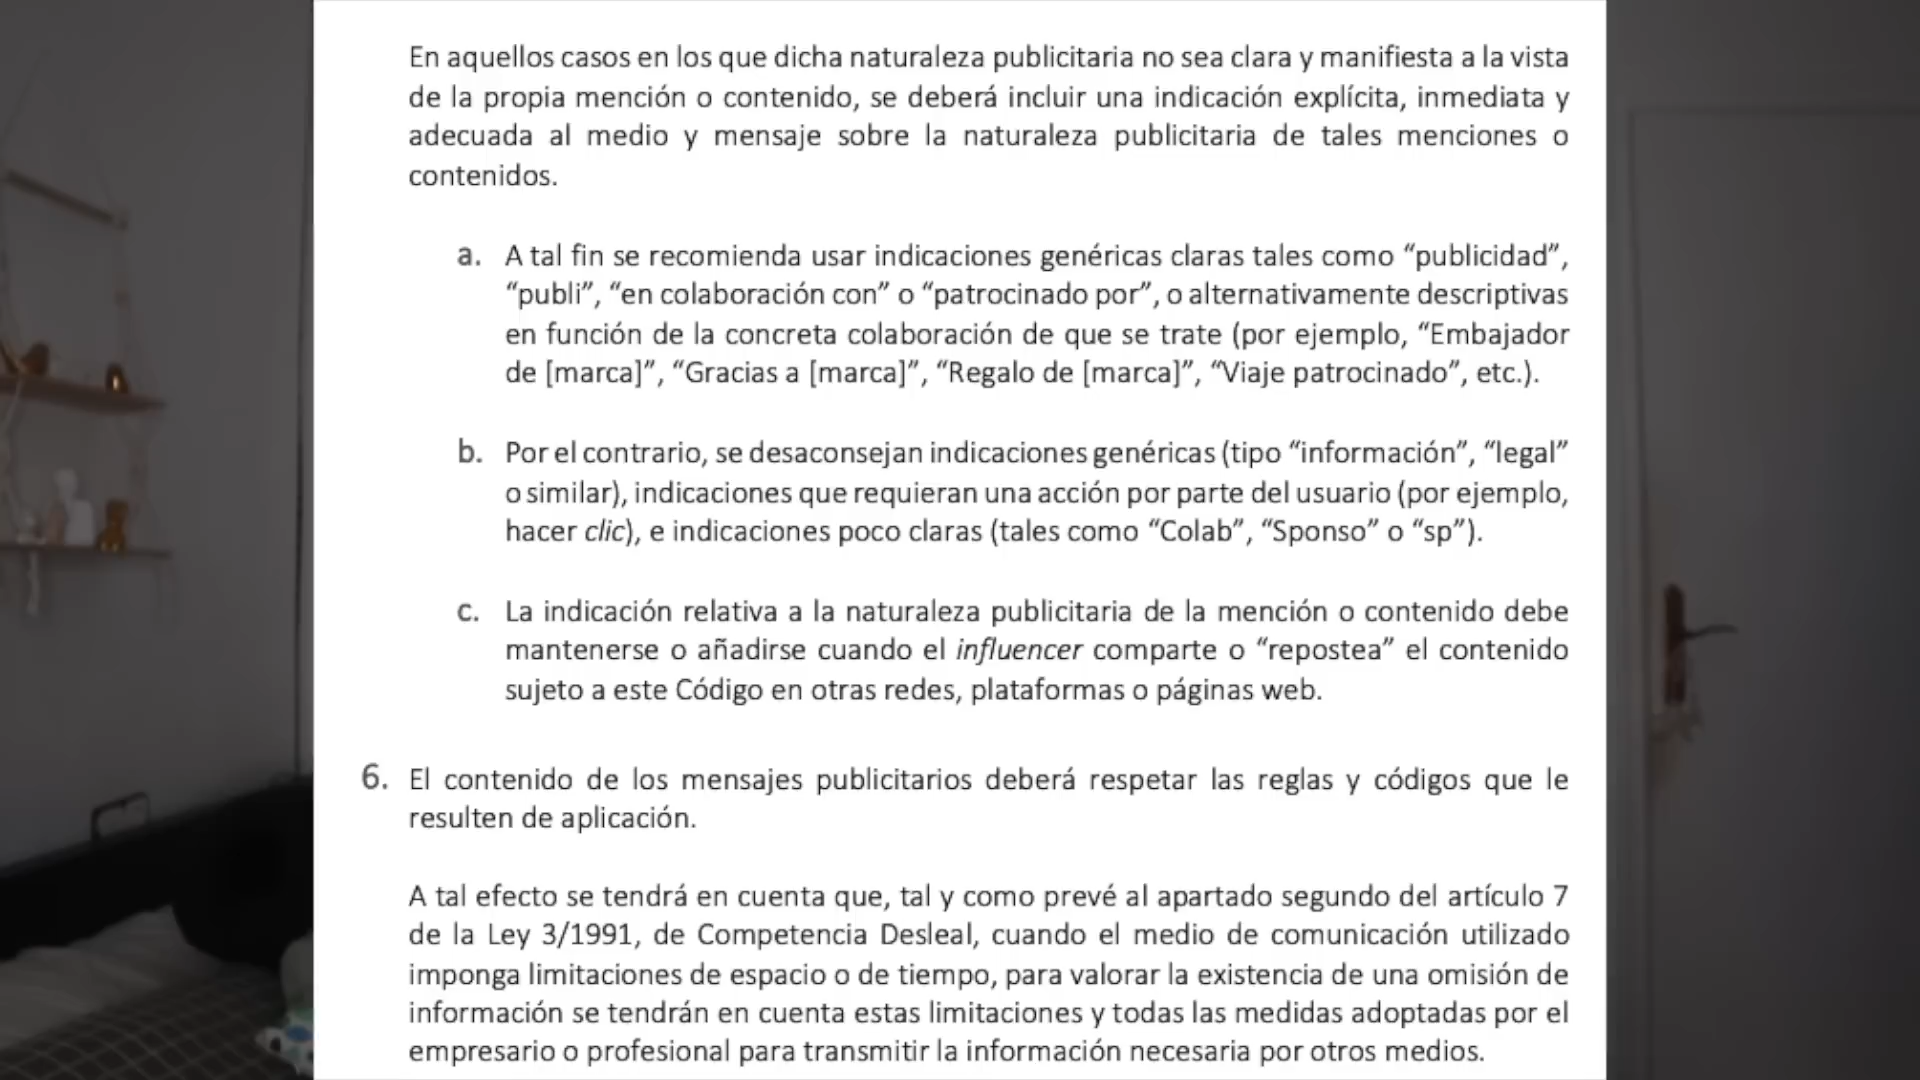 En aquellos casos en los que dicha naturaleza publicitaria no sea clara y manifiesta a la vista
de la propia mención o contenido, se deberá incluir una indicación explícita, inmediata y
adecuada al medio y mensaje sobre la naturaleza publicitaria de tales menciones o
contenidos.
a. A tal fin se recomienda usar indicaciones genéricas claras tales como “publicidad”,
“publi”, “en colaboración con” o “patrocinado por”, o alternativamente descriptivas
en función de la concreta colaboración de que se trate (por ejemplo, “Embajador
de [marca]”, “Gracias a [marca]”, “Regalo de [marca]”, “Viaje patrocinado”, etc.).
b. Por el contrario, se desaconsejan indicaciones genéricas (tipo “información”, “legal”
o similar), indicaciones que requieran una acción por parte del usuario (por ejemplo,
hacer clic), e indicaciones poco claras (tales como “Colab”, “Sponso” o “sp”).
c. La indicación relativa a la naturaleza publicitaria de la mención o contenido debe
mantenerse o añadirse cuando el influencer comparte o “repostea” el contenido
sujeto a este Código en otras redes, plataformas o páginas web.
6. El contenido de los mensajes publicitarios deberá respetar las reglas y códigos que le
resulten de aplicación.
A tal efecto se tendrá en cuenta que, tal y como prevé al apartado segundo del artículo 7
de la Ley 3/1991, de Competencia Desleal, cuando el medio de comunicación utilizado
imponga limitaciones de espacio o de tiempo, para valorar la existencia de una omisión de
información se tendrán en cuenta estas limitaciones y todas las medidas adoptadas por el
empresario o profesional para transmitir la información necesaria por otros medios.